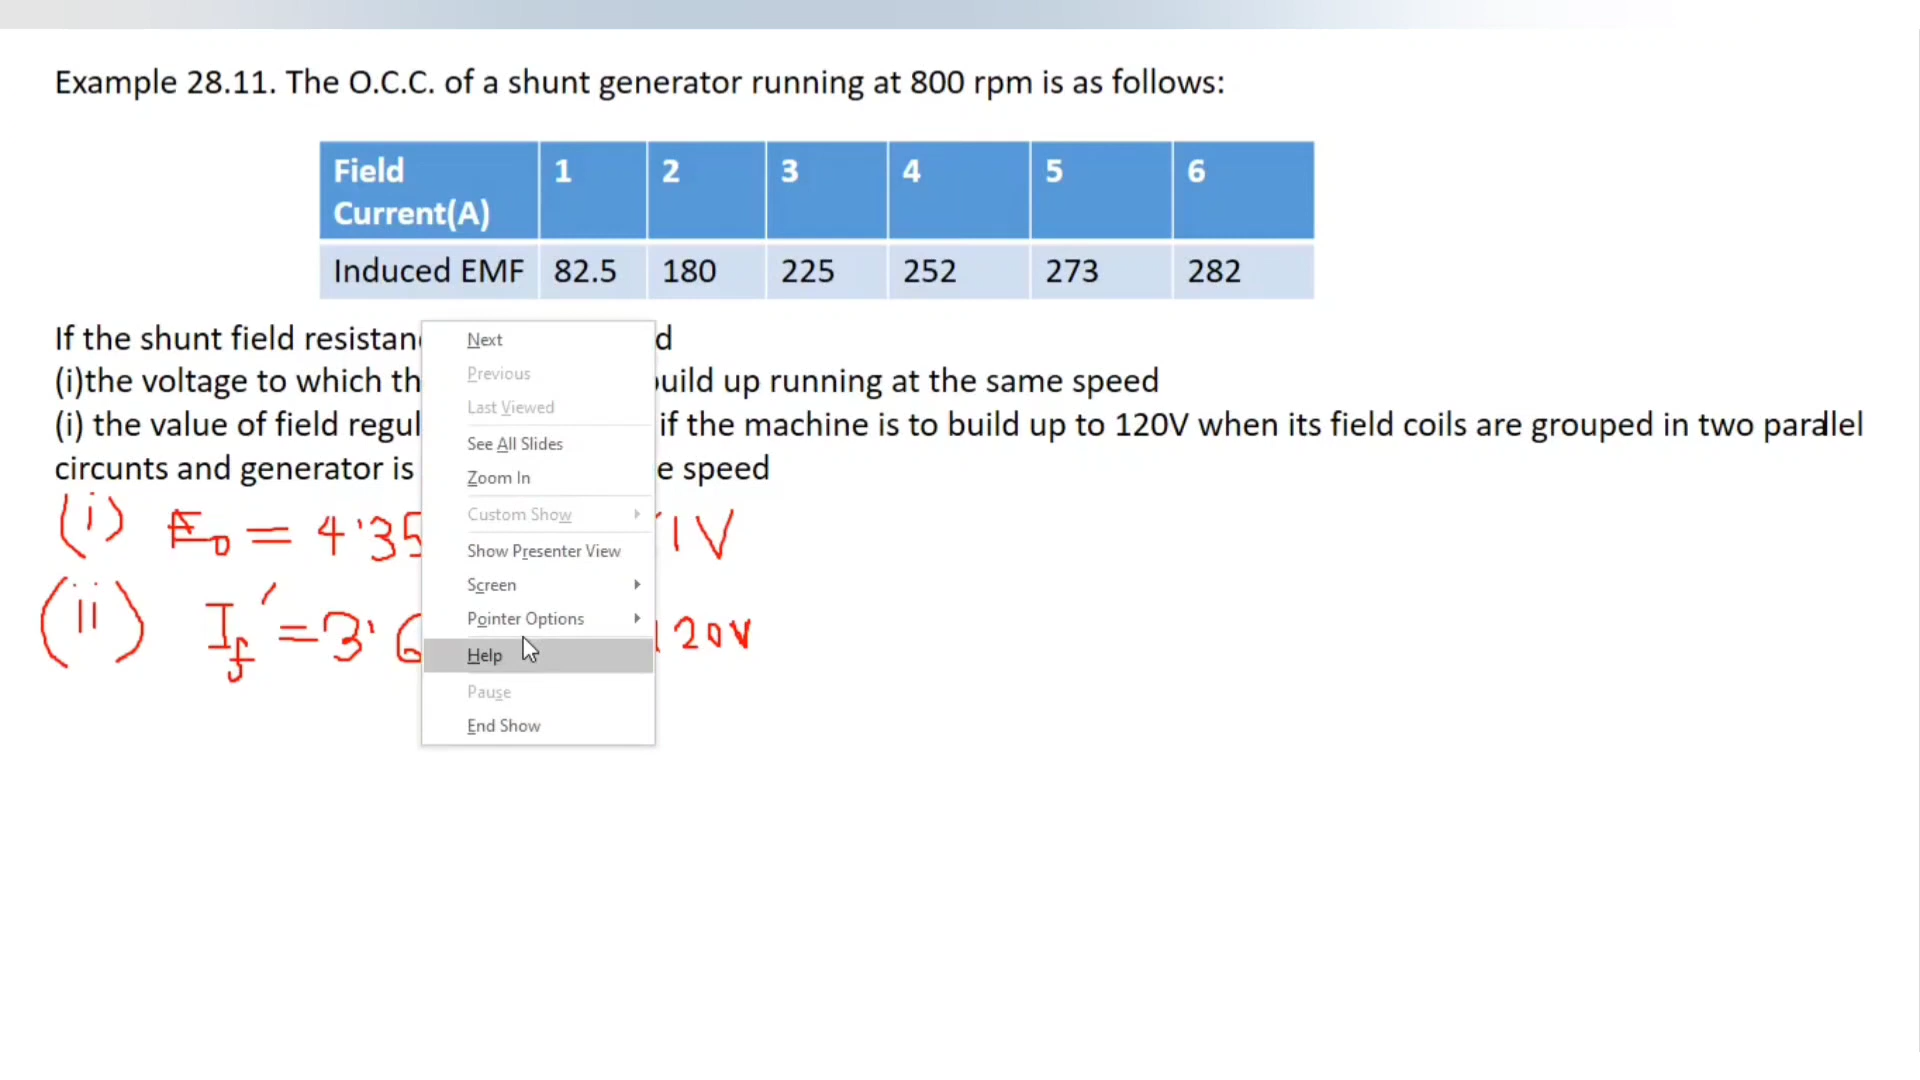 Example 28.11. The O.C.C. of a shunt generator running at 800 rpm is as follows:
Field Current(A) 1 2 3 4 5 6
Induced EMF 82.5 180 225 252 273 282
If the shunt field
(i)the voltage to which build up running at the same speed
(i) the value of field if the machine is to build up to 120V when its field coils are grouped in two parallel
circunts and generator is speed
Next
Previous
Last Viewed
See All Slides
Zoom In
Custom Show
Show Presenter View
Screen
Pointer Options
Help
Pause
End Show
(i) E₀ = 4.35 1V
(ii) If' = 3.6 120V